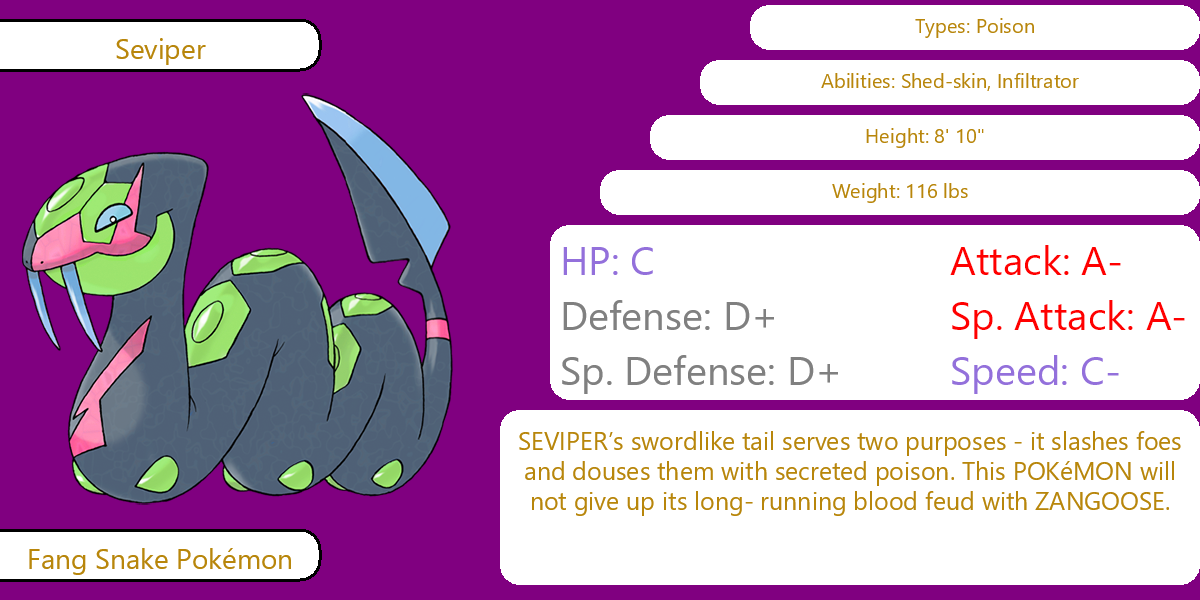 Seviper
Types: Poison
Abilities: Shed-skin, Infiltrator
Height: 8' 10"
Weight: 116 lbs
HP: C
Attack: A-
Defense: D+
Sp. Attack: A-
Sp. Defense: D+
Speed: C-
SEVIPER’s swordlike tail serves two purposes - it slashes foes
and douses them with secreted poison. This POKéMON will
not give up its long- running blood feud with ZANGOOSE.
Fang Snake Pokémon